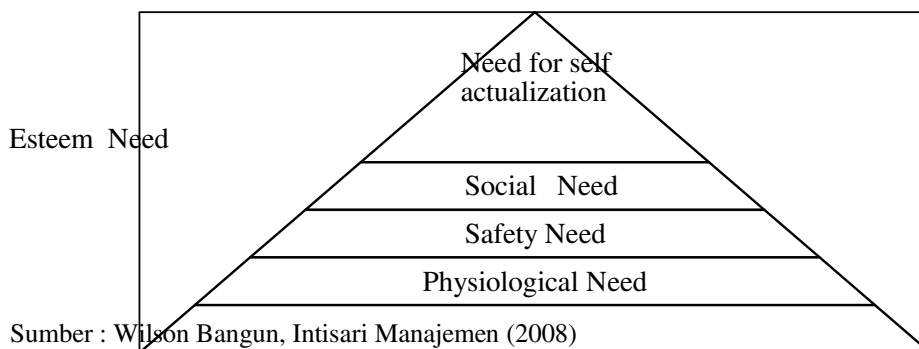 Need for self
actualization
Esteem Need
Social Need
Safety Need
Physiological Need
Sumber : Wilson Bangun, Intisari Manajemen (2008)